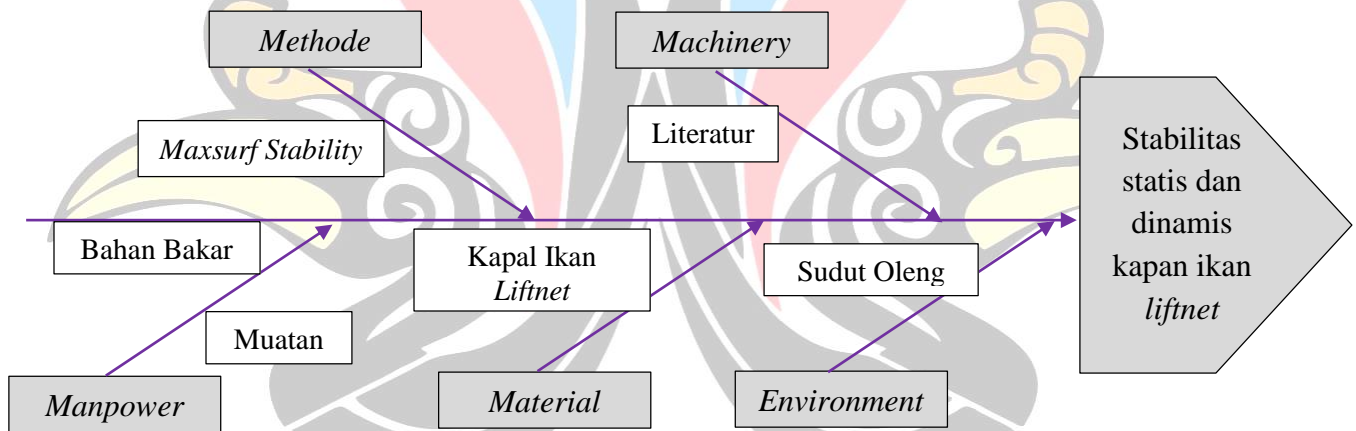 Methode
Machinery
Literatur
Maxsurf Stability
Stabilitas
statis dan
dinamis
kapan ikan
liftnet
Bahan Bakar
Kapal Ikan
Liftnet
Sudut Oleng
Muatan
Manpower
Material
Environment